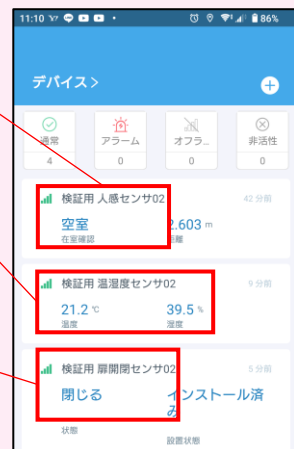 11:10 86%
デバイス >
通常 アラーム オフラ... 非活性
4 0 0 0
検証用 人感センサ02 42 分前
空室 2.603 m
在室確認 距離
検証用 温湿度センサ02 9 分前
21.2 ℃ 39.5 %
温度 湿度
検証用 扉開閉センサ02 5 分前
閉じる インストール済
み
状態
設置状態